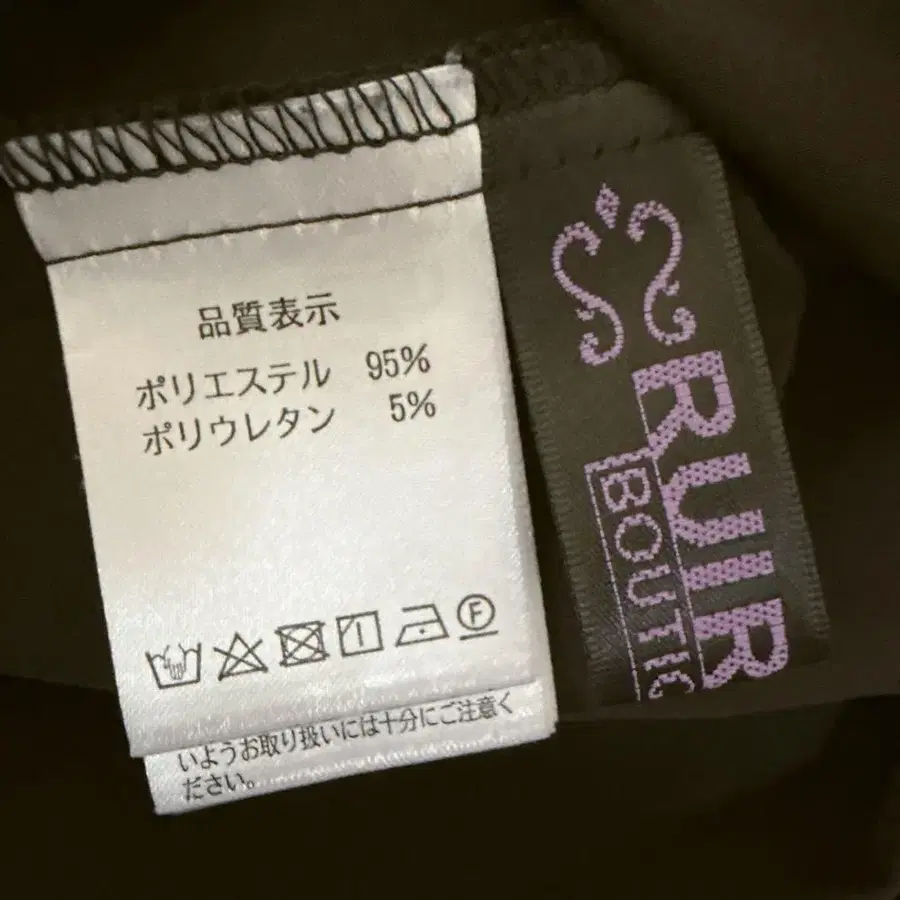 品質表示
ポリエステル 95%
ポリウレタン 5%
F
いようお取り扱いには十分にご注意く
ださい。
RUIR
BOUTIQ